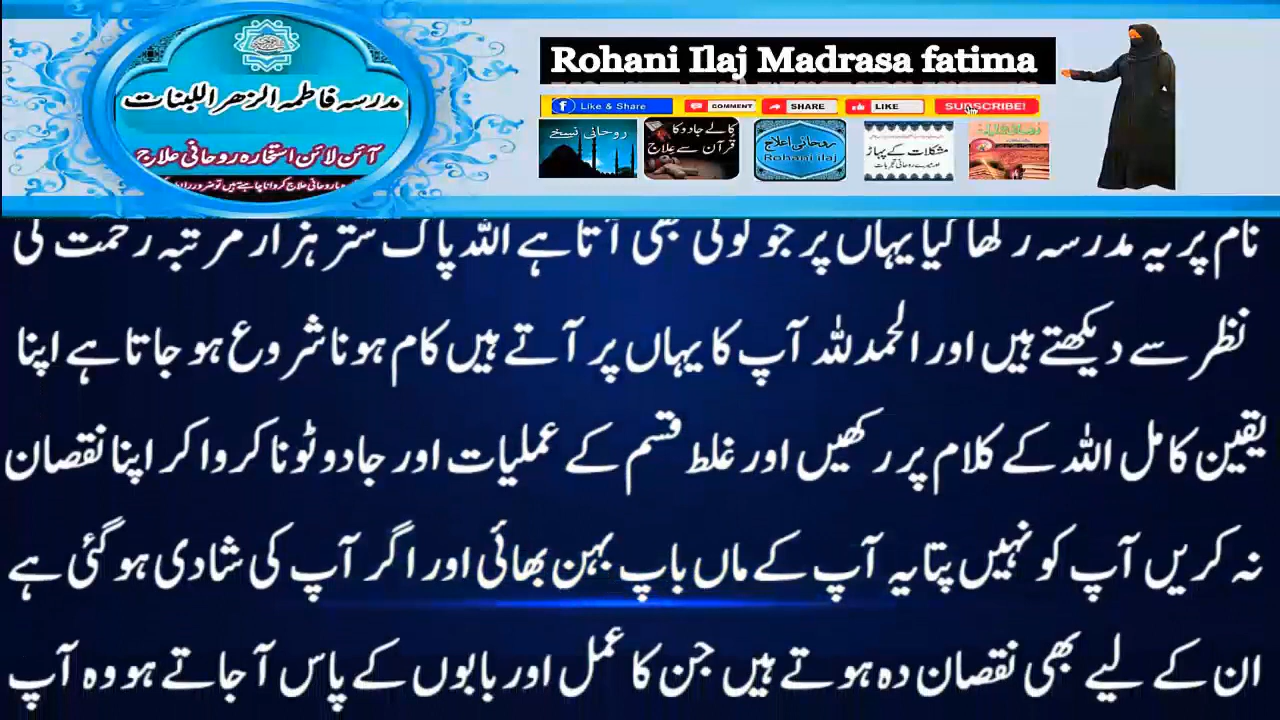 مدرسہ فاطمہ الزھراللبنات
آئن لائن استخارہ روحانی علاج
Rohani Ilaj Madrasa fatima
Like & Share
COMMENT
SHARE
LIKE
SUBSCRIBE!
روحانی نسخ
کالے جادو کا
قرآن سے علاج
روحانی علاج
Rohani ilaj
مشکلات کے پہاڑ
نام پر یہ مدرسہ رکھا گیا یہاں پر جو کوئی بھی آتا ہے اللہ پاک ستر ہزار مرتبہ رحمت کی
نظر سے دیکھتے ہیں اور الحمدللہ آپ کا یہاں پر آتے ہیں کام ہونا شروع ہو جاتا ہے اپنا
یقین کامل اللہ کے کلام پر رکھیں اور غلط قسم کے عملیات اور جادو ٹونا کروا کر اپنا نقصان
نہ کریں آپ کو نہیں پتا یہ آپ کے ماں باپ بہن بھائی اور اگر آپ کی شادی ہو گئی ہے
ان کے لیے بھی نقصان دہ ہوتے ہیں جن کا عمل اور بابوں کے پاس آ جاتے ہو وہ آپ